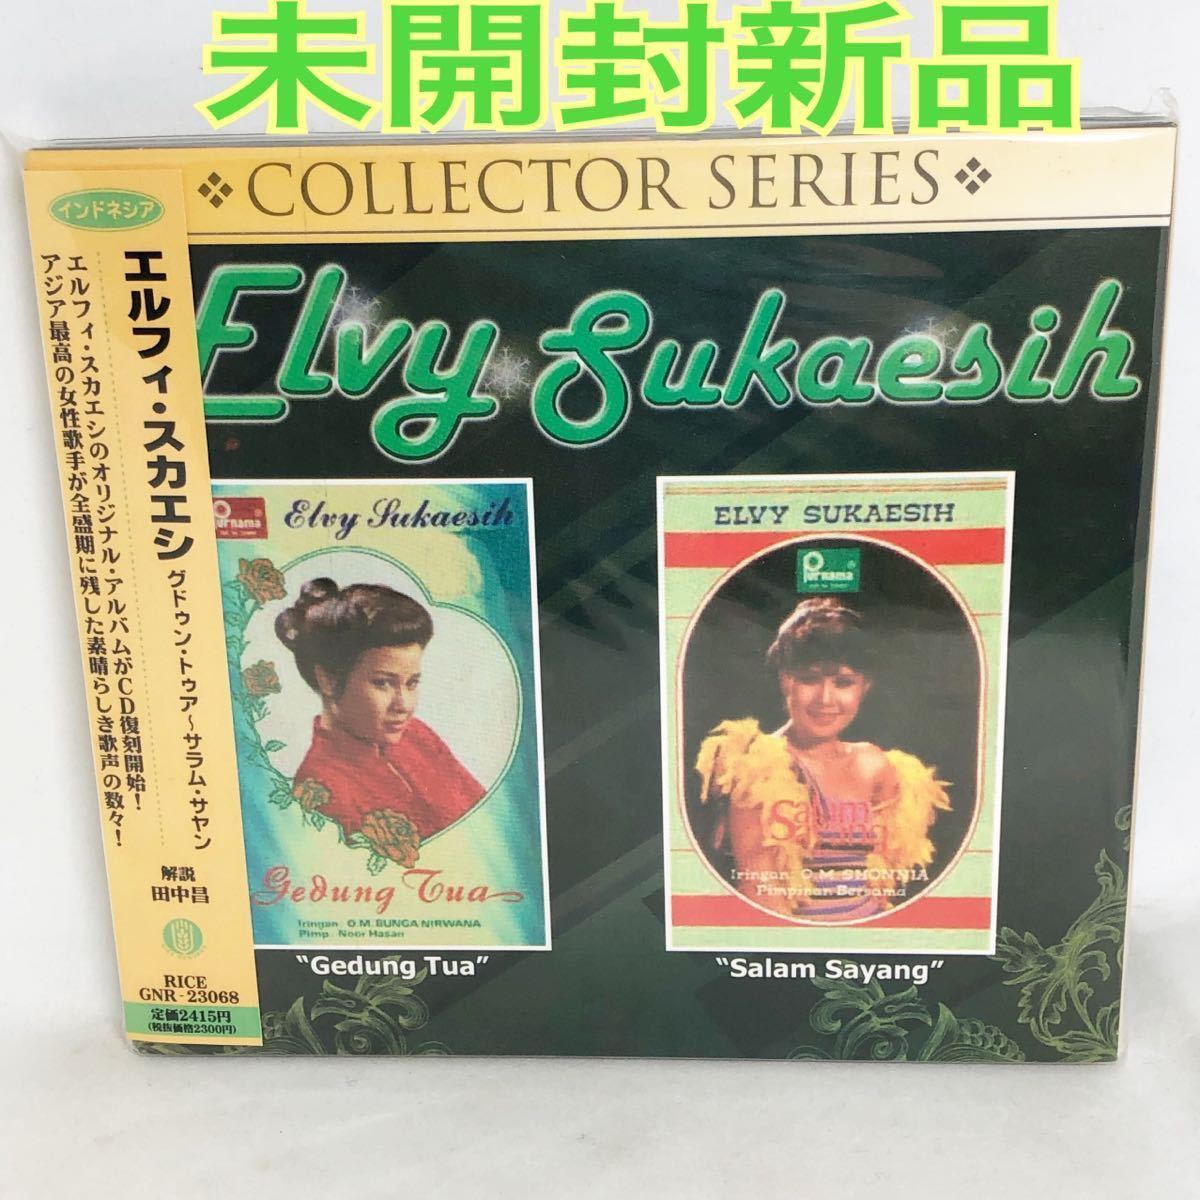 未開封新品
COLLECTOR SERIES
Elvy Sukaesih
インドネシア
エルフィ・スカエシ グドゥン・トゥア～サラム・サヤン
エルフィ・スカエシのオリジナル・アルバムがCD復刻開始！
アジア最高の女性歌手が全盛期に残した素晴らしき歌声の数々！
解説
田中昌
RICE
GNR-23068
定価2415円
(税抜価格2300円)
Purnama
Elvy Sukaesih
Gedung Tua
Iringan: O.M. BUNGA NIRWANA
Pimp. Noor Hasan
"Gedung Tua"
ELVY SUKAESIH
Purnama
Salam Sayang
Iringan: O.M. SHONNIA
Pimpinan Bersama
"Salam Sayang"